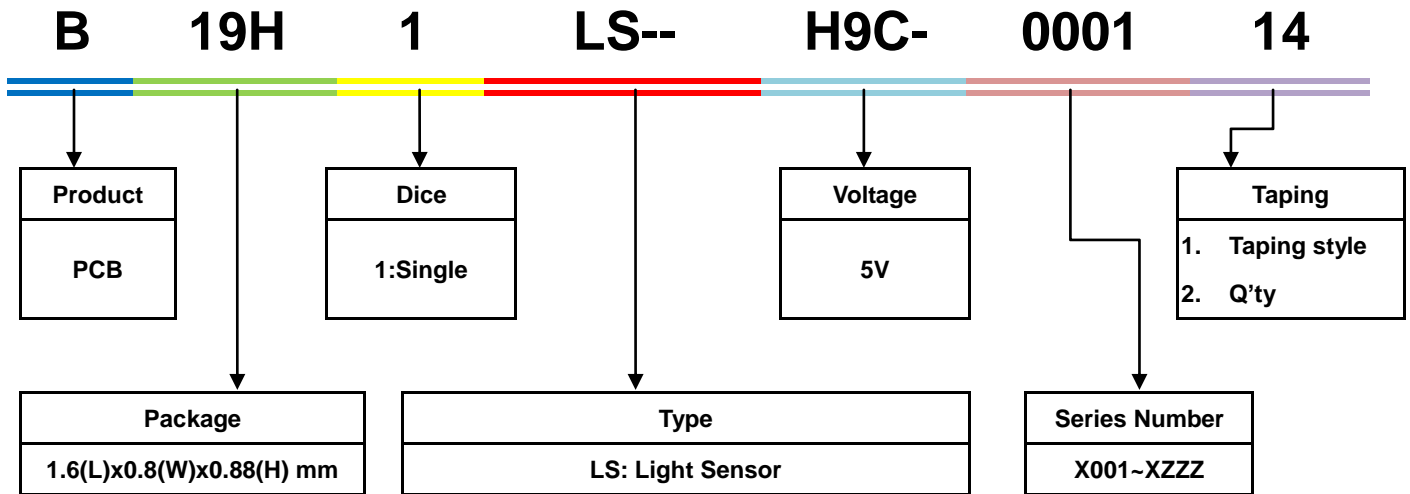 B 19H 1 LS-- H9C- 0001 14
Product
PCB
Dice
1:Single
Voltage
5V
Taping
1. Taping style
2. Q’ty
Package
1.6(L)x0.8(W)x0.88(H) mm
Type
LS: Light Sensor
Series Number
X001~XZZZ